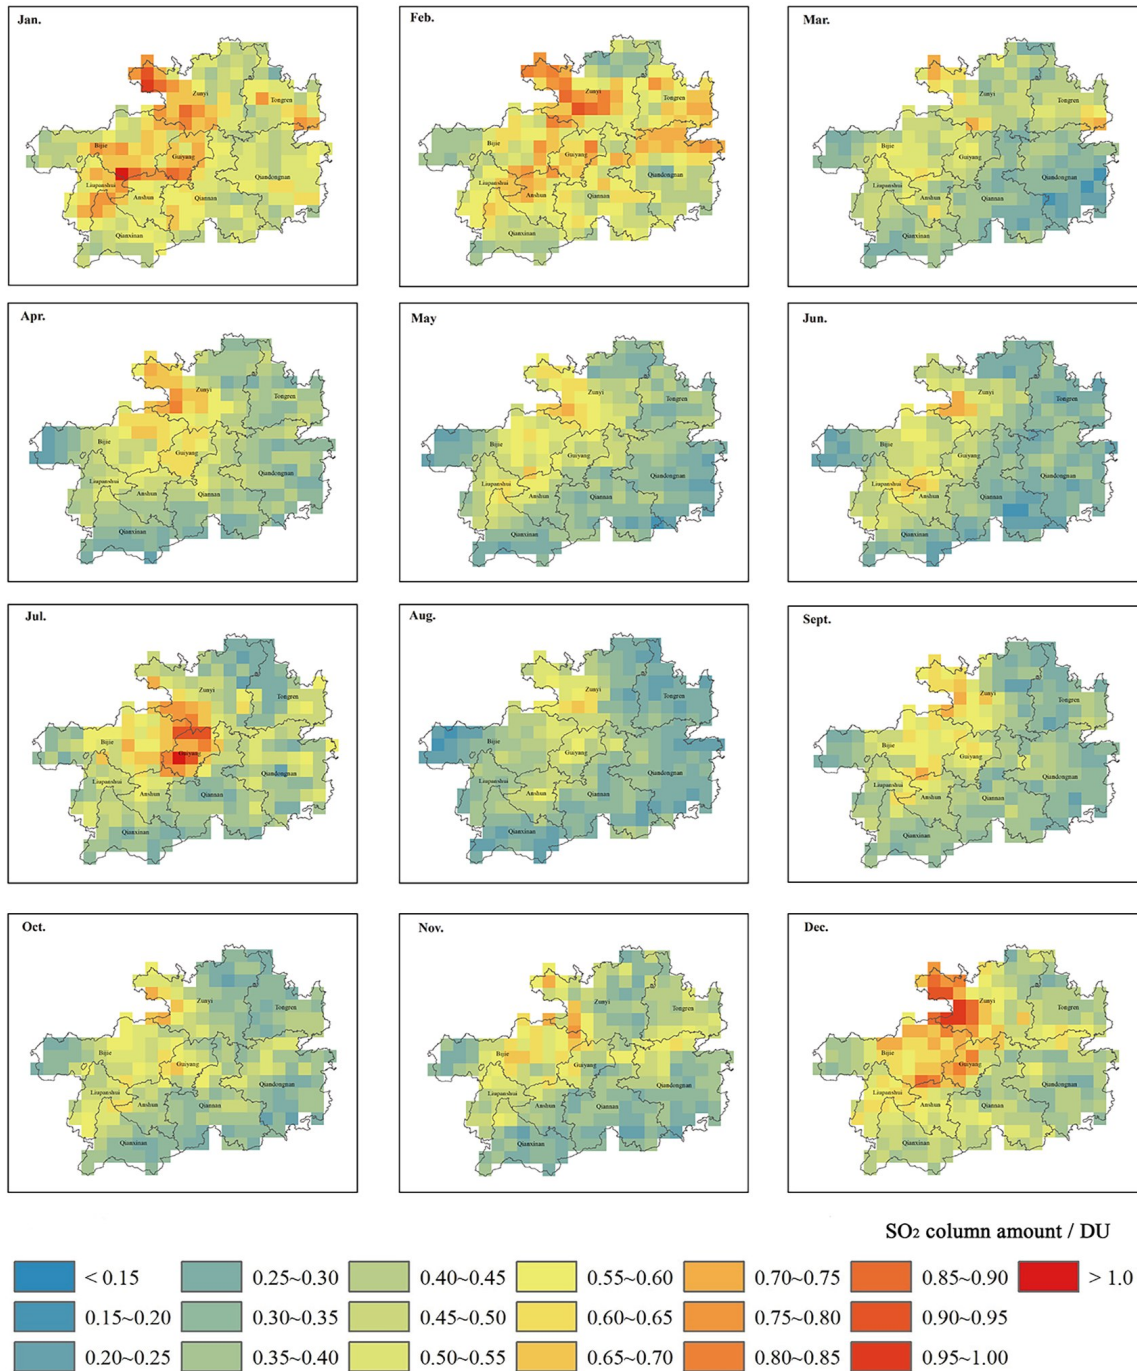 Jan.
Zunyi
Tongren
Bijie
Guiyang
Liupanshui
Anshun
Qiannan
Qiandongnan
Qianxinan
Feb.
Zunyi
Tongren
Bijie
Guiyang
Liupanshui
Anshun
Qiannan
Qiandongnan
Qianxinan
Mar.
Zunyi
Tongren
Bijie
Guiyang
Liupanshui
Anshun
Qiannan
Qiandongnan
Qianxinan
Apr.
Zunyi
Tongren
Bijie
Guiyang
Liupanshui
Anshun
Qiannan
Qiandongnan
Qianxinan
May
Zunyi
Tongren
Bijie
Guiyang
Liupanshui
Anshun
Qiannan
Qiandongnan
Qianxinan
Jun.
Zunyi
Tongren
Bijie
Guiyang
Liupanshui
Anshun
Qiannan
Qiandongnan
Qianxinan
Jul.
Zunyi
Tongren
Bijie
Guiyang
Liupanshui
Anshun
Qiannan
Qiandongnan
Qianxinan
Aug.
Zunyi
Tongren
Bijie
Guiyang
Liupanshui
Anshun
Qiannan
Qiandongnan
Qianxinan
Sept.
Zunyi
Tongren
Bijie
Guiyang
Liupanshui
Anshun
Qiannan
Qiandongnan
Qianxinan
Oct.
Zunyi
Tongren
Bijie
Guiyang
Liupanshui
Anshun
Qiannan
Qiandongnan
Qianxinan
Nov.
Zunyi
Tongren
Bijie
Guiyang
Liupanshui
Anshun
Qiannan
Qiandongnan
Qianxinan
Dec.
Zunyi
Tongren
Bijie
Guiyang
Liupanshui
Anshun
Qiannan
Qiandongnan
Qianxinan
SO₂ column amount / DU
< 0.15 0.25~0.30 0.40~0.45 0.55~0.60 0.70~0.75 0.85~0.90 > 1.0
0.15~0.20 0.30~0.35 0.45~0.50 0.60~0.65 0.75~0.80 0.90~0.95
0.20~0.25 0.35~0.40 0.50~0.55 0.65~0.70 0.80~0.85 0.95~1.00